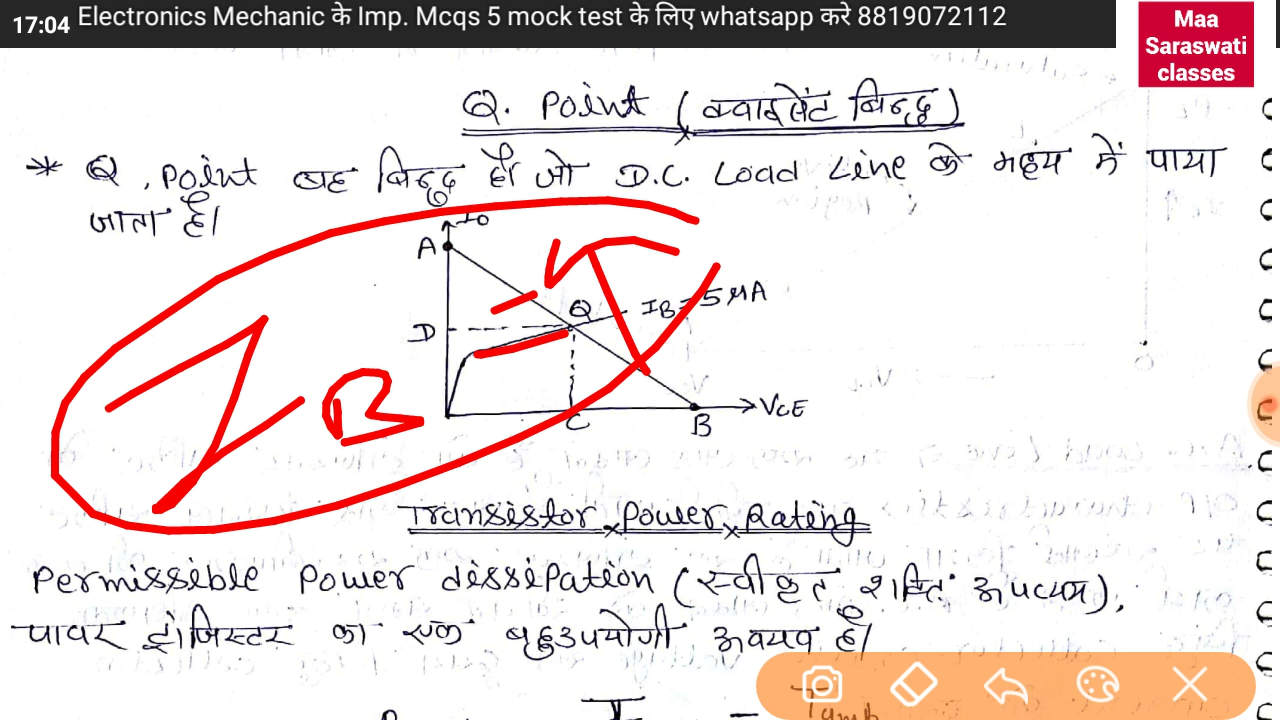 17:04 Electronics Mechanic के Imp. Mcqs 5 mock test के लिए whatsapp करे 8819072112
Maa
Saraswati
classes
Q. Point (क्वाइसेंट बिन्दु)
* Q. Point वह बिन्दु है। जो D.C. Load Line के मध्य में पाया
जाता है।
A
D
Q
IB = 5 μA
C
B
VCE
IB
Transistor Power Rating
Permissible Power dissipation (स्वीकृत शक्ति अपव्यय),
पावर ट्रांजिस्टर का एक बहुउपयोगी अवयव है।